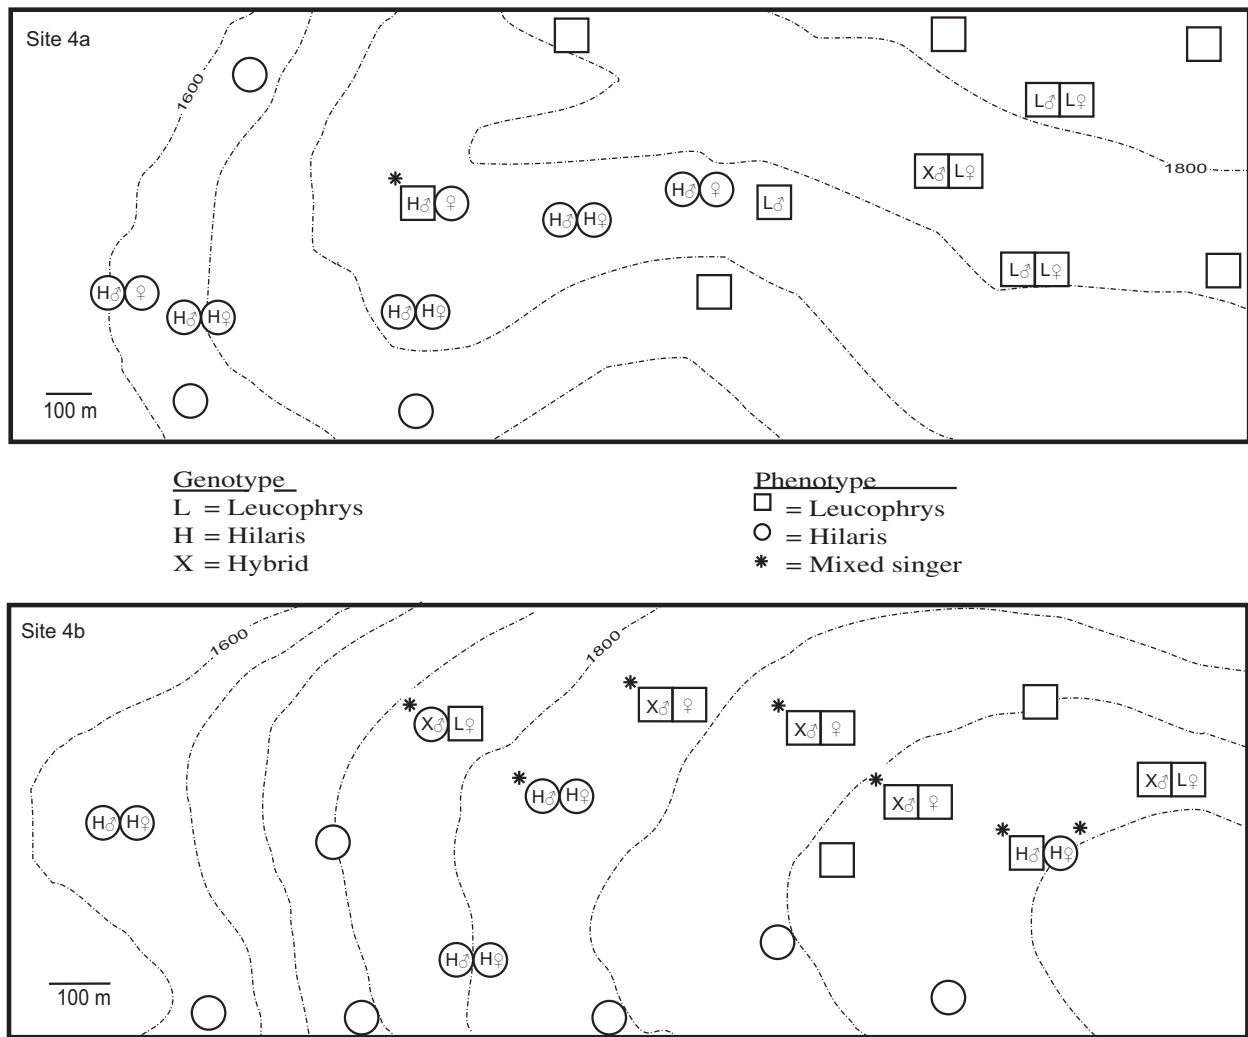 Site 4a
1600
L♂ L♀
X♂ L♀
1800
* H♂ ♀
H♂ ♀
L♂
H♂ H♀
L♂ L♀
H♂ ♀
H♂ H♀
H♂ H♀
100 m
Genotype
L = Leucophrys
H = Hilaris
X = Hybrid
Phenotype
□ = Leucophrys
○ = Hilaris
* = Mixed singer
Site 4b
1600
1800
* X♂ L♀
* X♂ ♀
* X♂ ♀
* H♂ H♀
* X♂ ♀
X♂ L♀
H♂ H♀
* H♂ H♀ *
H♂ H♀
100 m